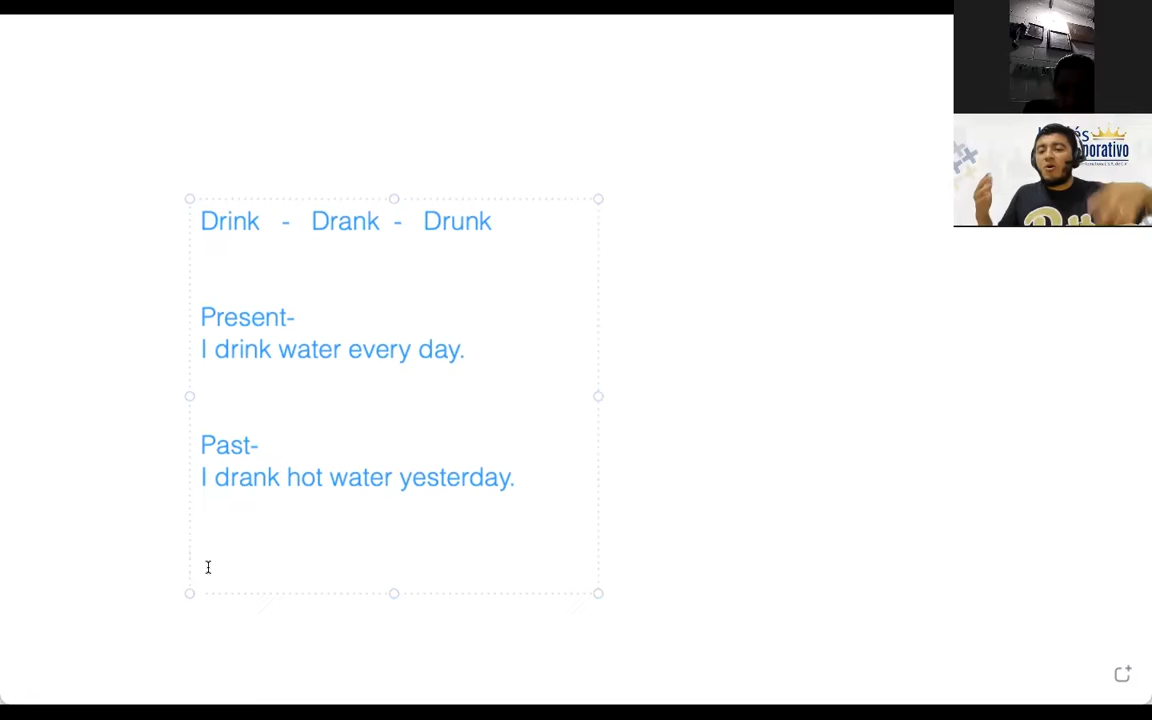 Drink - Drank - Drunk
Present-
I drink water every day.
Past-
I drank hot water yesterday.